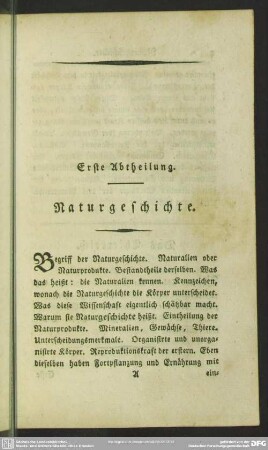 Erste Abtheilung.
Naturgeschichte.
Begriff der Naturgeschichte. Naturalien oder
Naturprodukte. Bestandtheile derselben. Was
das heißt: die Naturalien kennen. Kennzeichen,
wonach die Naturgeschichte die Körper unterscheidet.
Was diese Wissenschaft eigentlich schätzbar macht.
Warum sie Naturgeschichte heißt. Eintheilung der
Naturprodukte. Mineralien, Gewächse, Thiere.
Unterscheidungsmerkmale. Organisirte und unorga-
nisirte Körper. Reproduktionskraft der erstern. Eben
dieselben haben Fortpflanzung und Ernährung mit
A ein-